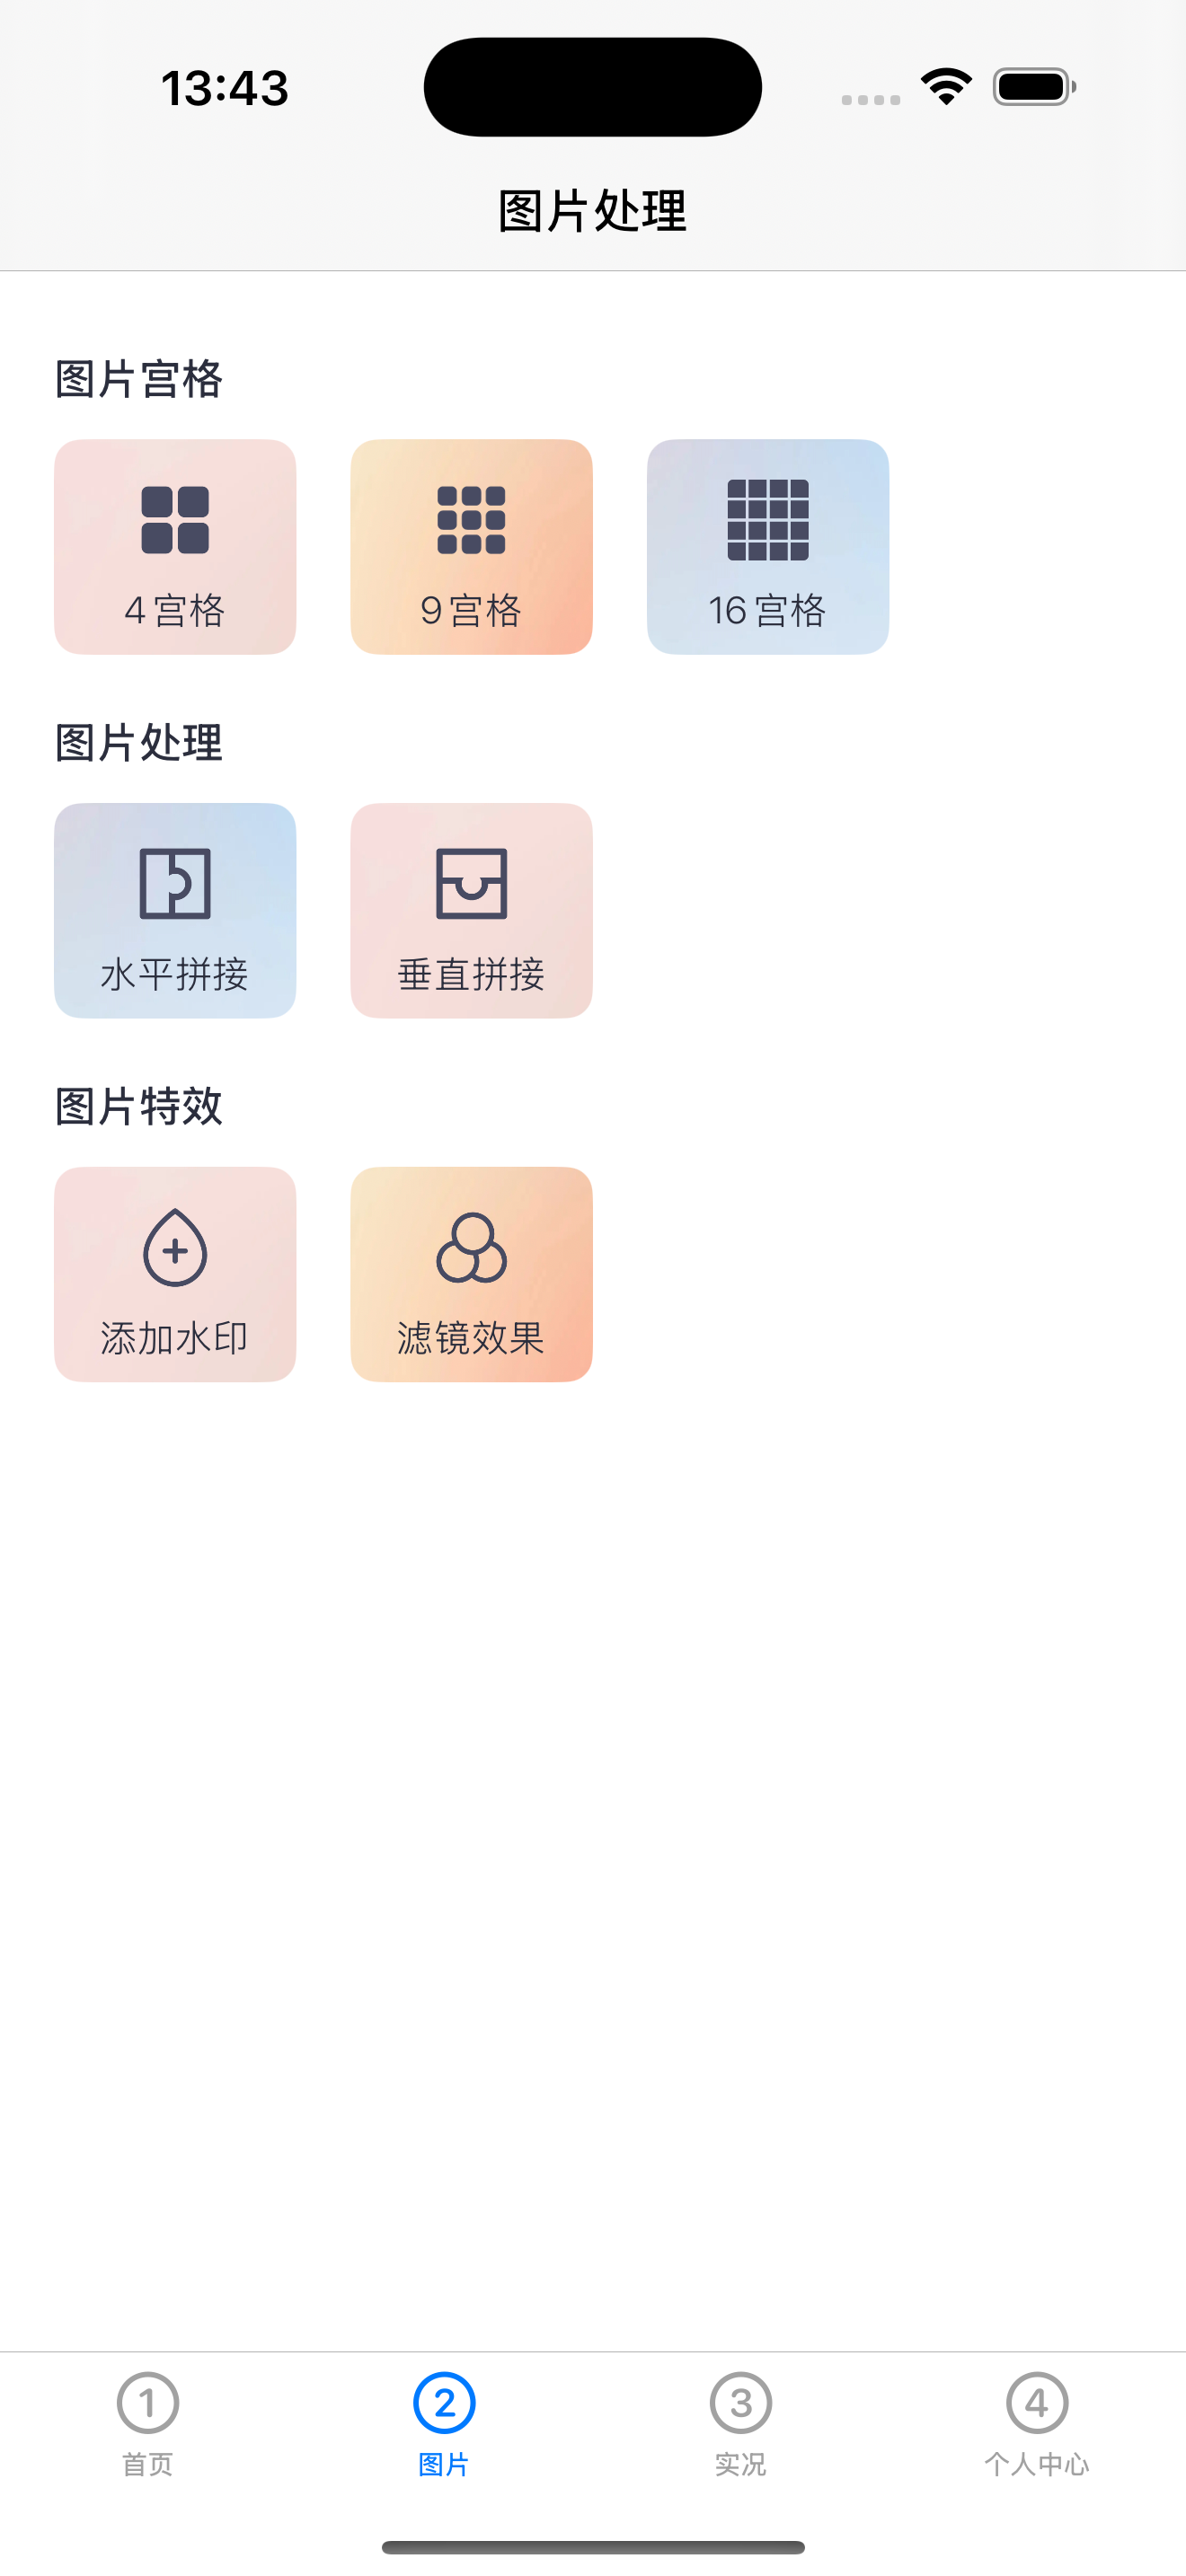 13:43
图片处理
图片宫格
4 宫格
9 宫格
16 宫格
图片处理
水平拼接
垂直拼接
图片特效
添加水印
滤镜效果
1
2
3
4
首页
图片
实况
个人中心